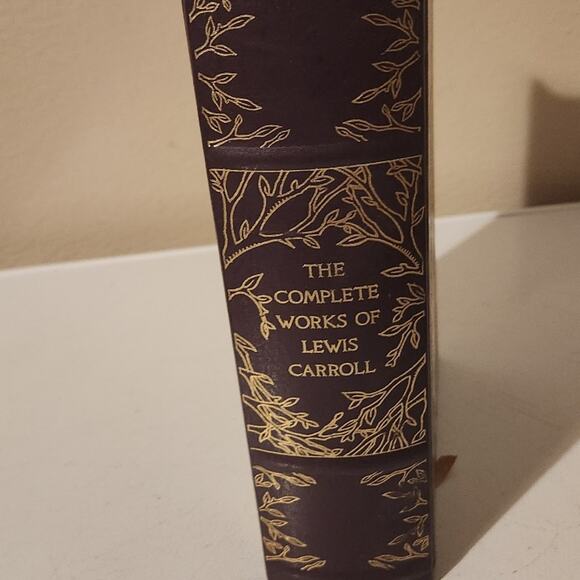 THE
COMPLETE
WORKS OF
LEWIS
CARROLL